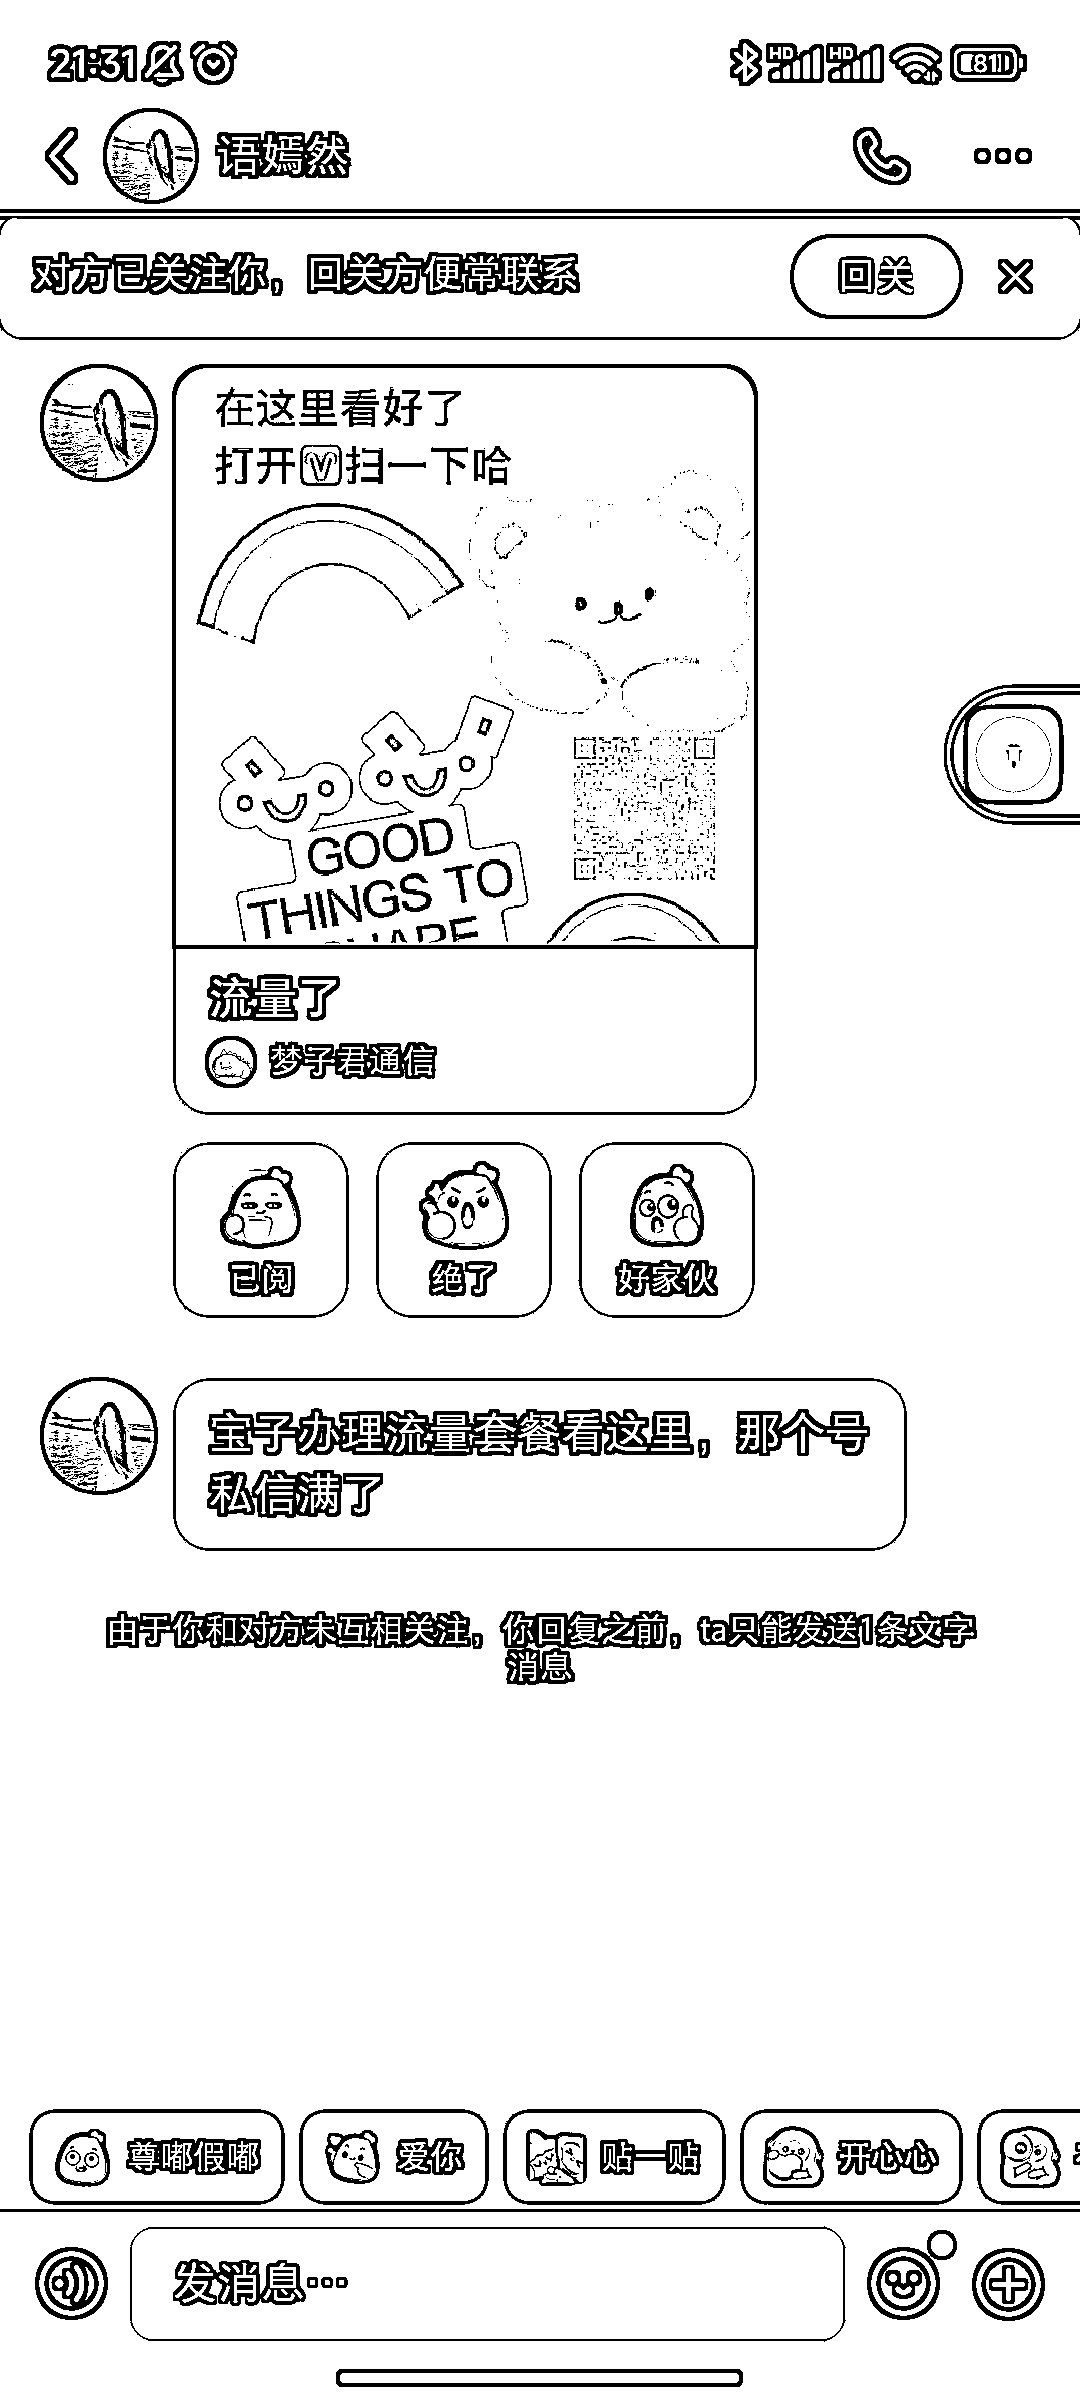 21:31
HD HD 81
语嫣然
对方已关注你，回关方便常联系
回关
在这里看好了
打开V扫一下哈
GOOD
THINGS TO
SHARE
流量了
梦子君通信
已阅
绝了
好家伙
宝子办理流量套餐看这里，那个号
私信满了
由于你和对方未互相关注，你回复之前，ta只能发送1条文字
消息
尊嘟假嘟
爱你
贴一贴
开心心
发消息...